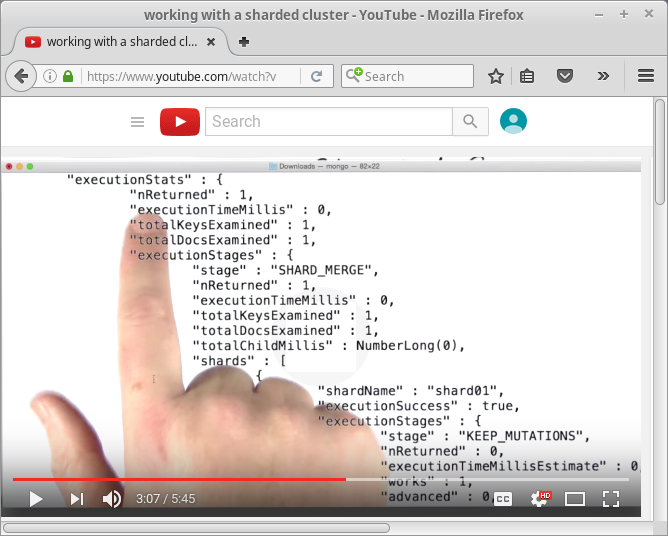 working with a sharded cluster - YouTube - Mozilla Firefox
working with a sharded cl...
https://www.youtube.com/watch?v
Search
Search
Downloads — mongo — 82×22
"executionStats" : {
"nReturned" : 1,
"executionTimeMillis" : 0,
"totalKeysExamined" : 1,
"totalDocsExamined" : 1,
"executionStages" : {
"stage" : "SHARD_MERGE",
"nReturned" : 1,
"executionTimeMillis" : 0,
"totalKeysExamined" : 1,
"totalDocsExamined" : 1,
"totalChildMillis" : NumberLong(0),
"shards" : [
{
"shardName" : "shard01",
"executionSuccess" : true,
"executionStages" : {
"stage" : "KEEP_MUTATIONS",
"nReturned" : 0,
"executionTimeMillisEstimate" : 0
"works" : 1,
"advanced" : 0,
3:07 / 5:45
CC
HD